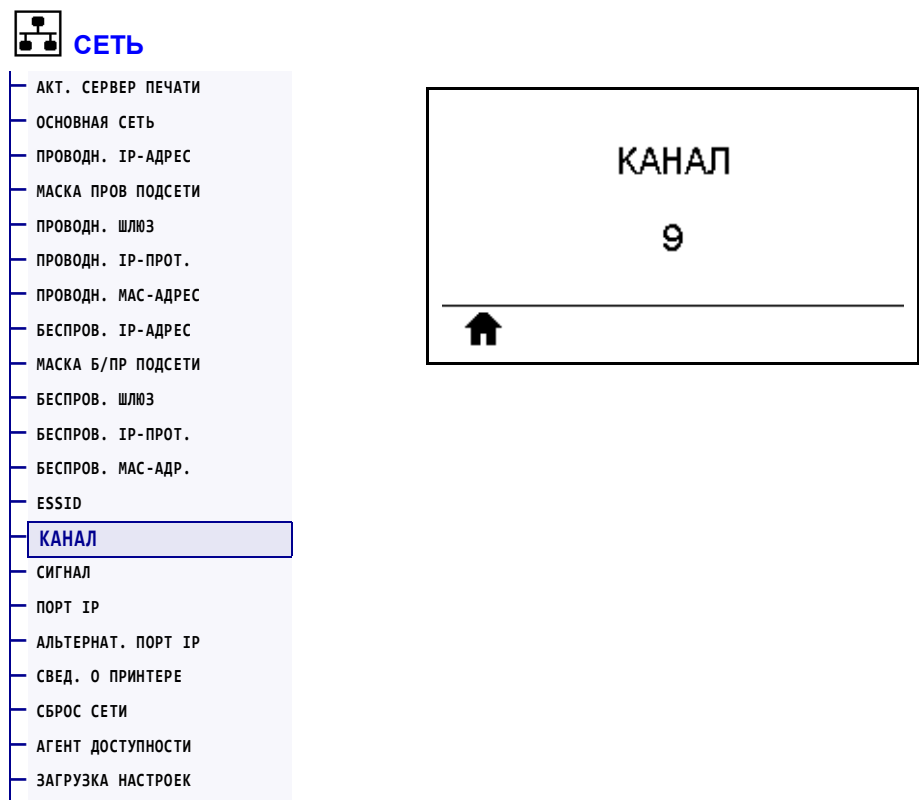 СЕТЬ
АКТ. СЕРВЕР ПЕЧАТИ
ОСНОВНАЯ СЕТЬ
ПРОВОДН. IP-АДРЕС
МАСКА ПРОВ ПОДСЕТИ
ПРОВОДН. ШЛЮЗ
ПРОВОДН. IP-ПРОТ.
ПРОВОДН. MAC-АДРЕС
БЕСПРОВ. IP-АДРЕС
МАСКА Б/ПР ПОДСЕТИ
БЕСПРОВ. ШЛЮЗ
БЕСПРОВ. IP-ПРОТ.
БЕСПРОВ. MAC-АДР.
ESSID
КАНАЛ
СИГНАЛ
ПОРТ IP
АЛЬТЕРНАТ. ПОРТ IP
СВЕД. О ПРИНТЕРЕ
СБРОС СЕТИ
АГЕНТ ДОСТУПНОСТИ
ЗАГРУЗКА НАСТРОЕК
КАНАЛ
9